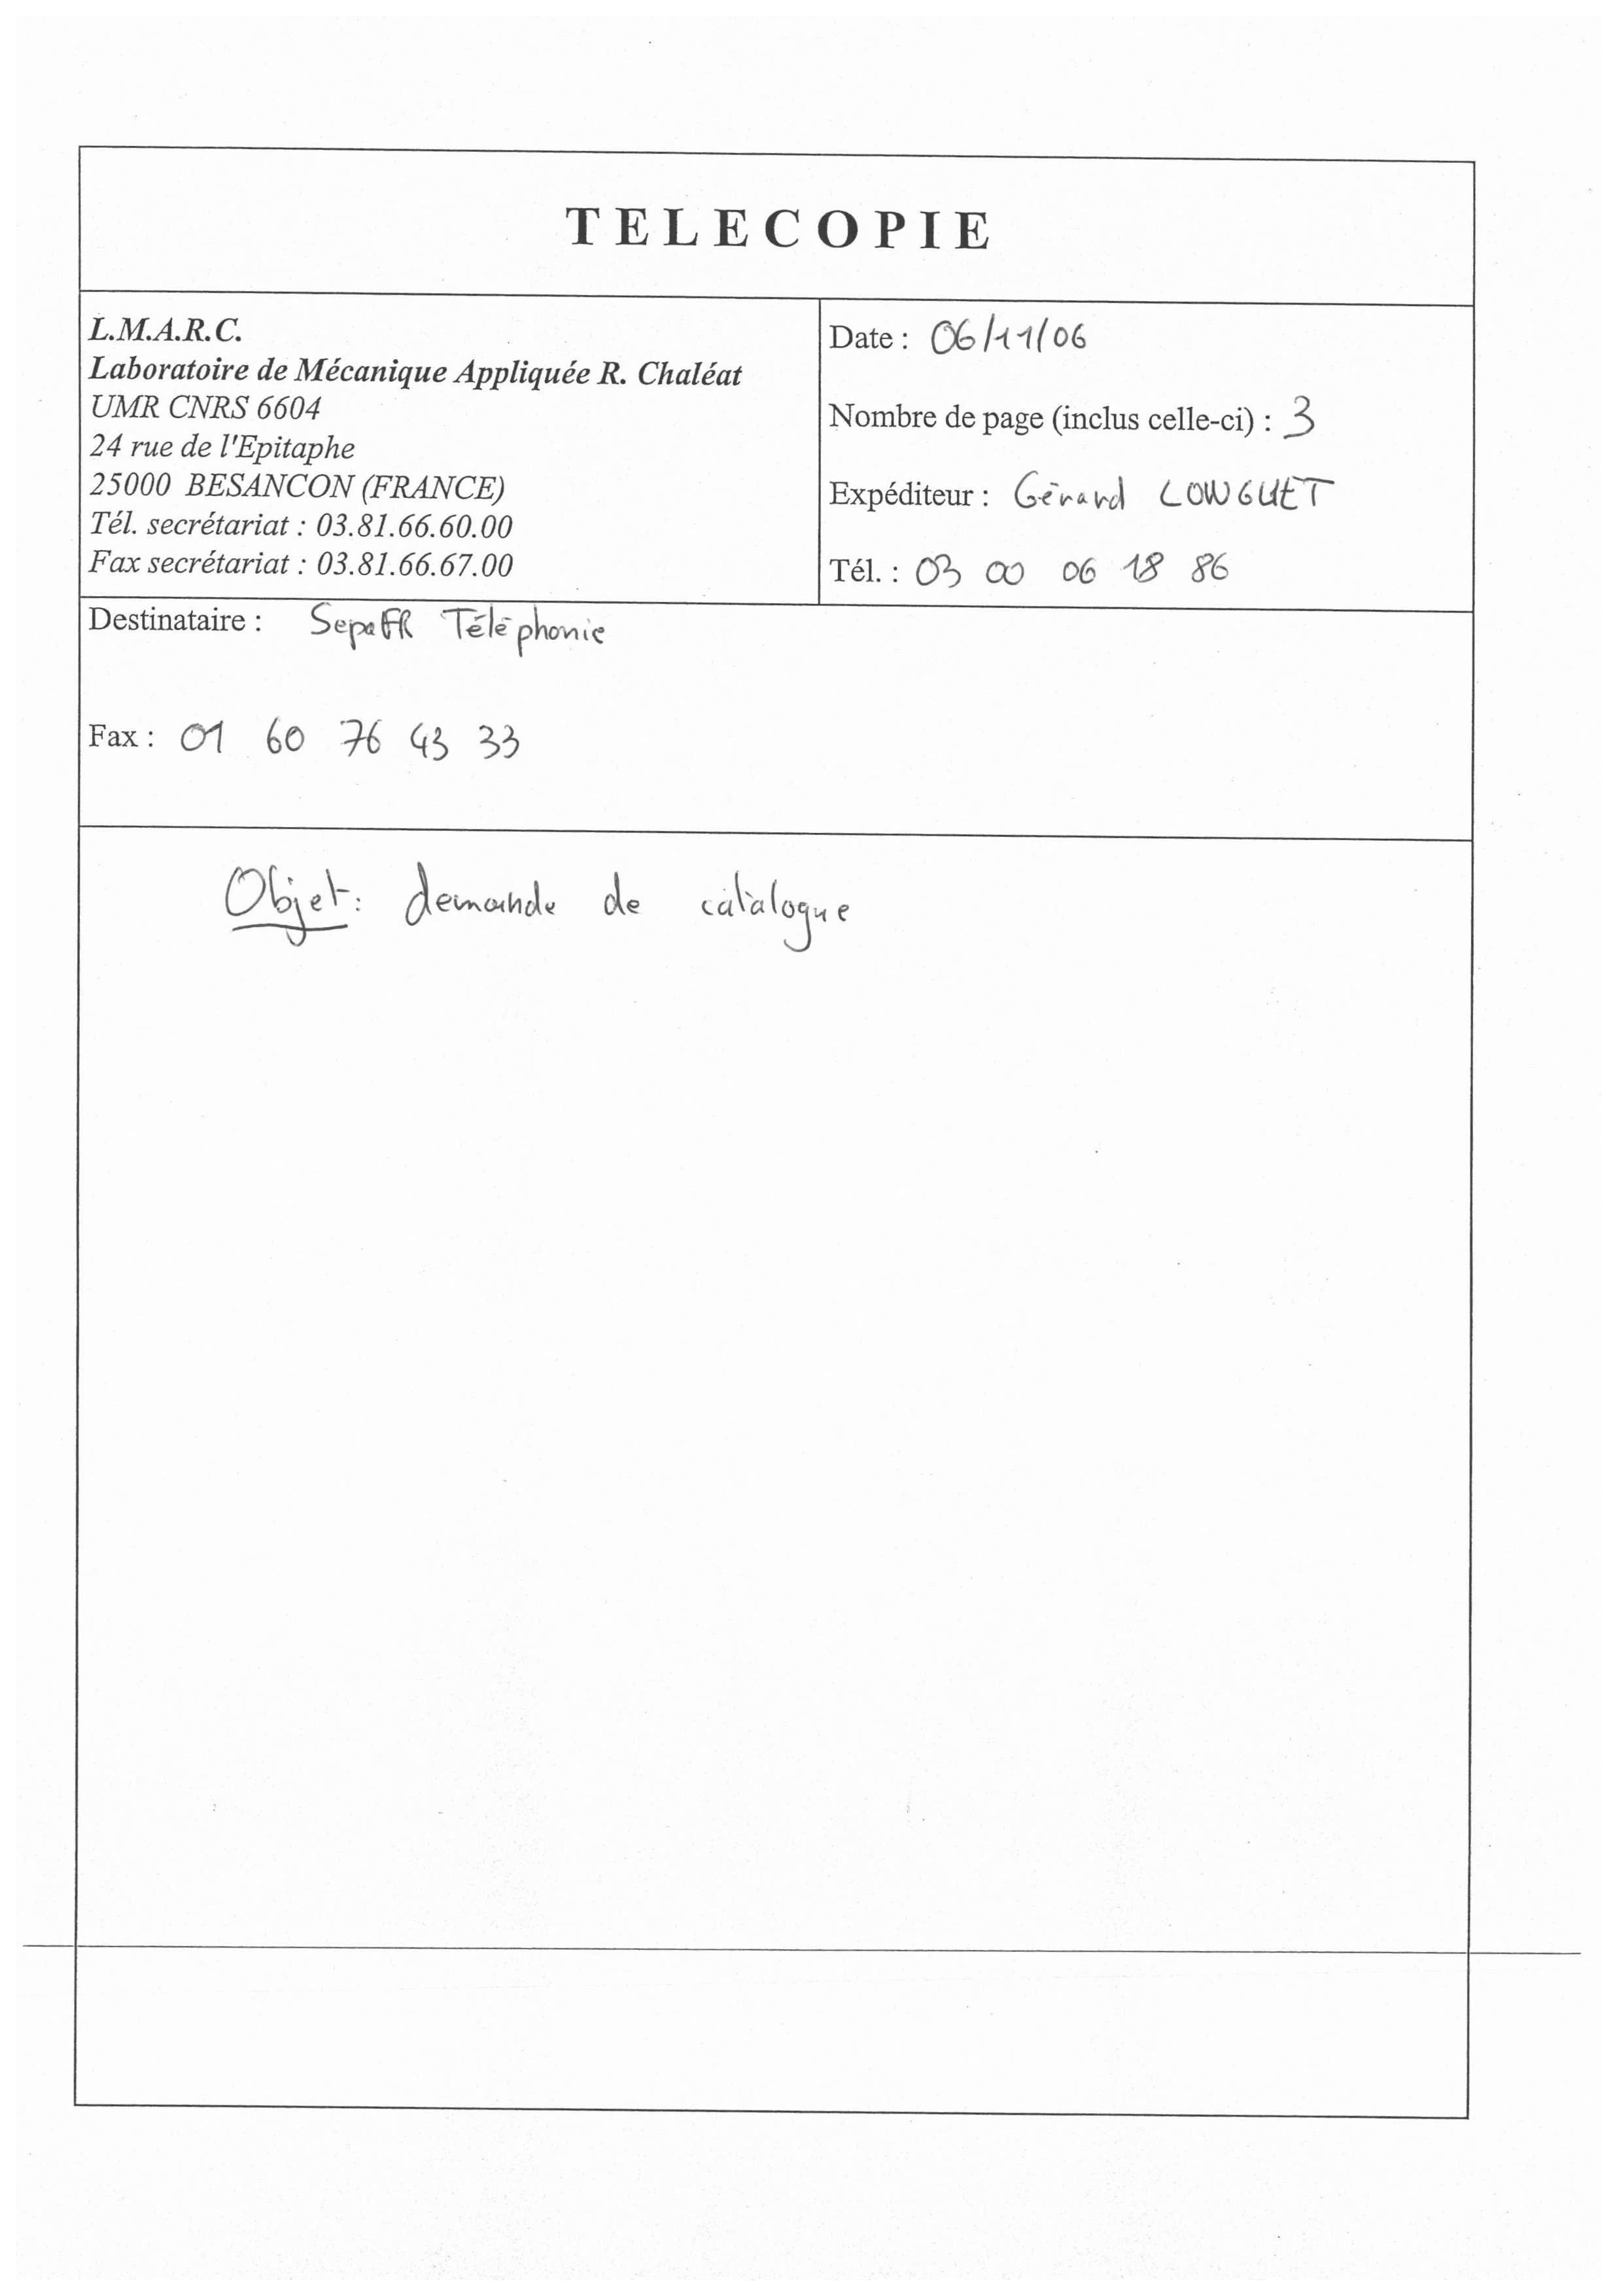 TELECOPIE
L.M.A.R.C.
Laboratoire de Mécanique Appliquée R. Chaléat
UMR CNRS 6604
24 rue de l'Epitaphe
25000 BESANCON (FRANCE)
Tél. secrétariat : 03.81.66.60.00
Fax secrétariat : 03.81.66.67.00
Date : 06/11/06
Nombre de page (inclus celle-ci) : 3
Expéditeur : Gérard LONGUET
Tél. : 03 00 06 18 86
Destinataire : SepaFR Téléphonie
Fax : 01 60 76 43 33
Objet : demande de catalogue